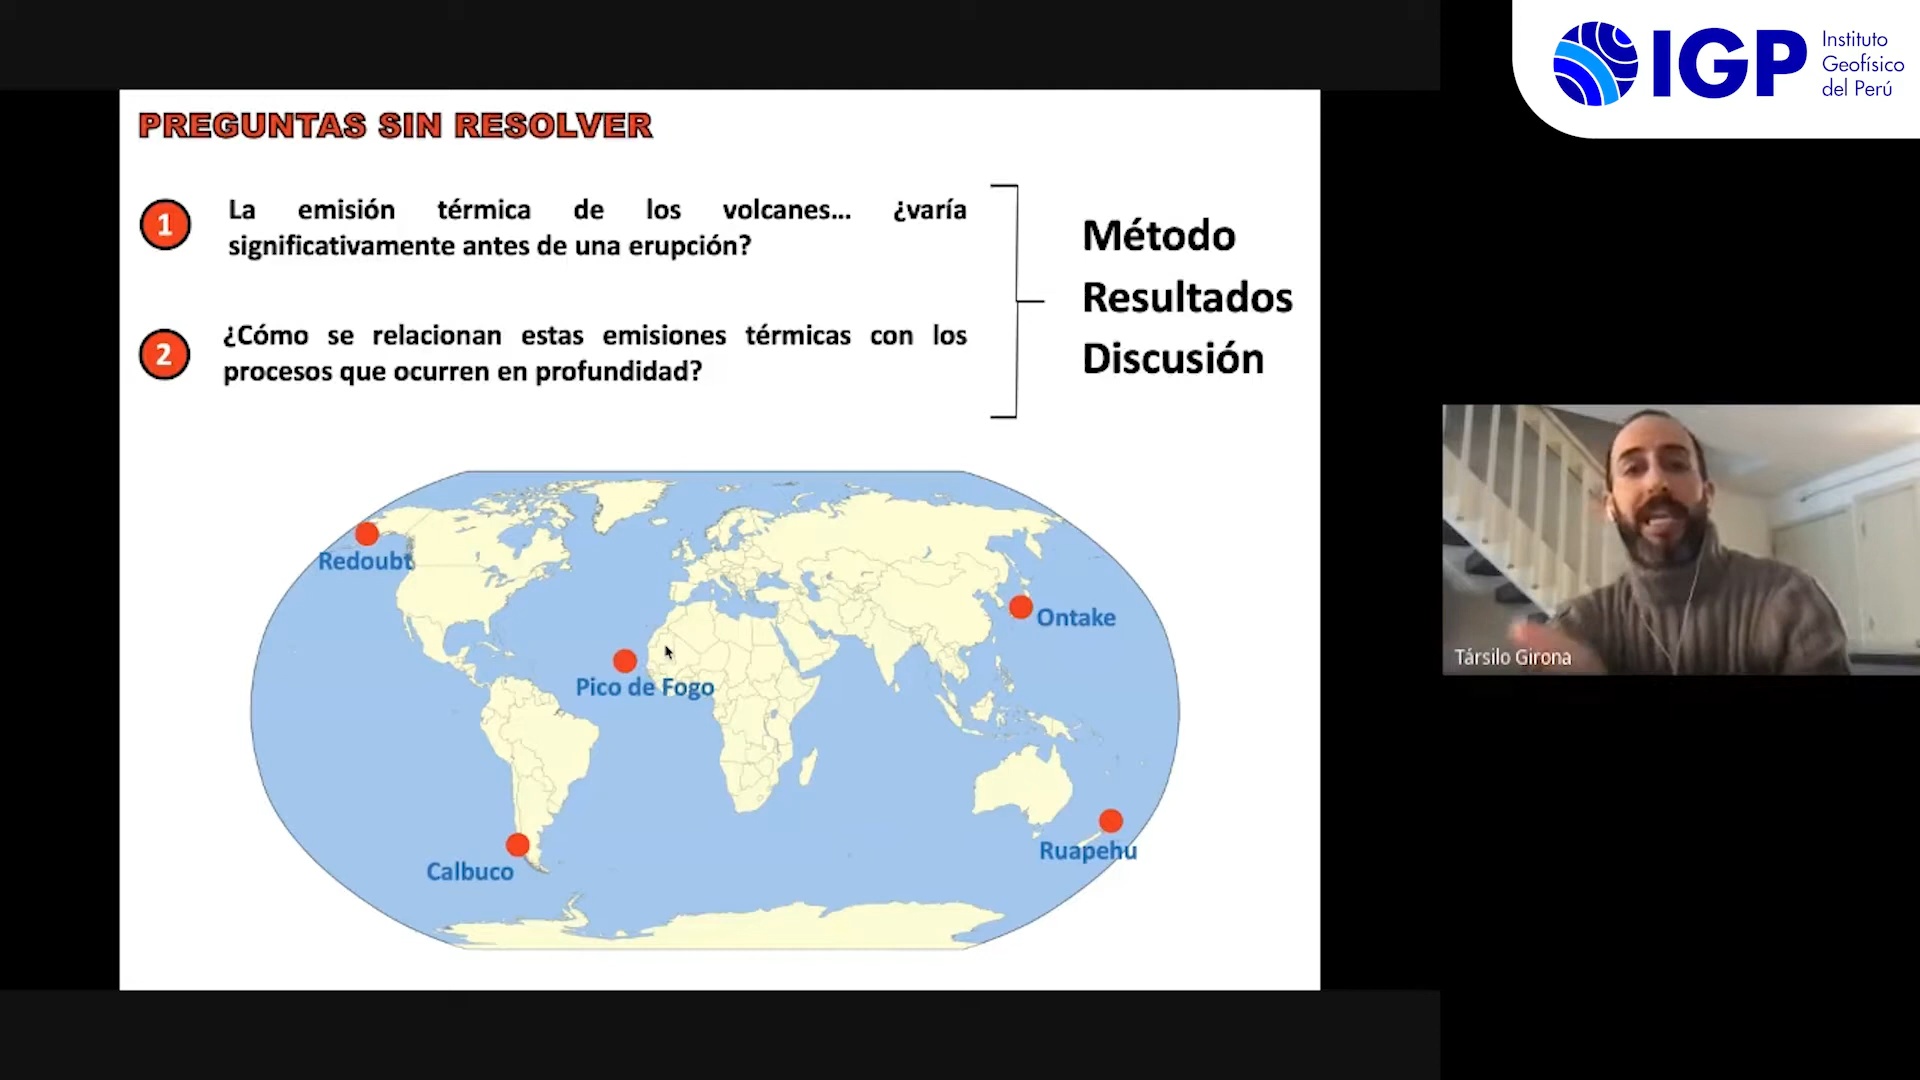 PREGUNTAS SIN RESOLVER
1
La emisión térmica de los volcanes... ¿varía
significativamente antes de una erupción?
2
¿Cómo se relacionan estas emisiones térmicas con los
procesos que ocurren en profundidad?
Método
Resultados
Discusión
Redoubt
Ontake
Pico de Fogo
Ruapehu
Calbuco
IGP
Instituto
Geofísico
del Perú
Társilo Girona